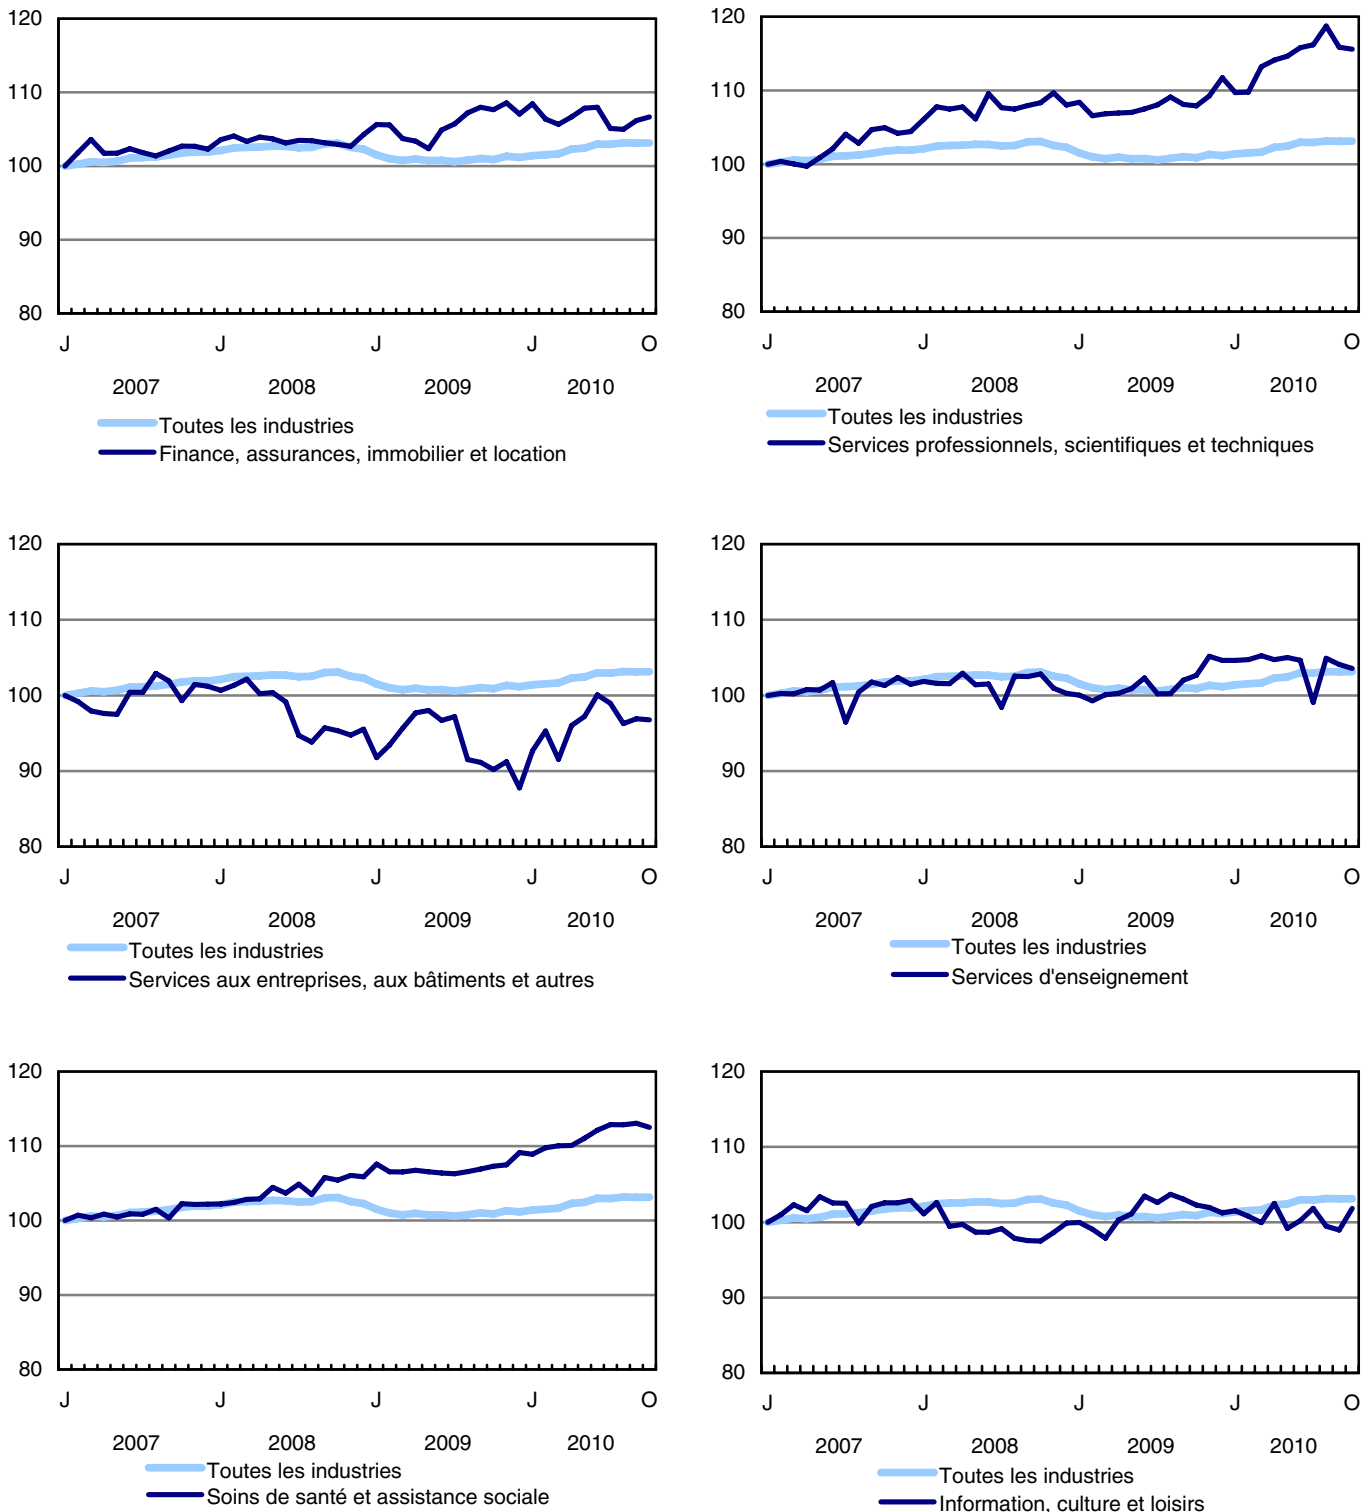 120
110
100
90
80
J J J J O
2007 2008 2009 2010
Toutes les industries
Finance, assurances, immobilier et location
120
110
100
90
80
J J J J O
2007 2008 2009 2010
Toutes les industries
Services professionnels, scientifiques et techniques
120
110
100
90
80
J J J J O
2007 2008 2009 2010
Toutes les industries
Services aux entreprises, aux bâtiments et autres
120
110
100
90
80
J J J J O
2007 2008 2009 2010
Toutes les industries
Services d'enseignement
120
110
100
90
80
J J J J O
2007 2008 2009 2010
Toutes les industries
Soins de santé et assistance sociale
120
110
100
90
80
J J J J O
2007 2008 2009 2010
Toutes les industries
Information, culture et loisirs